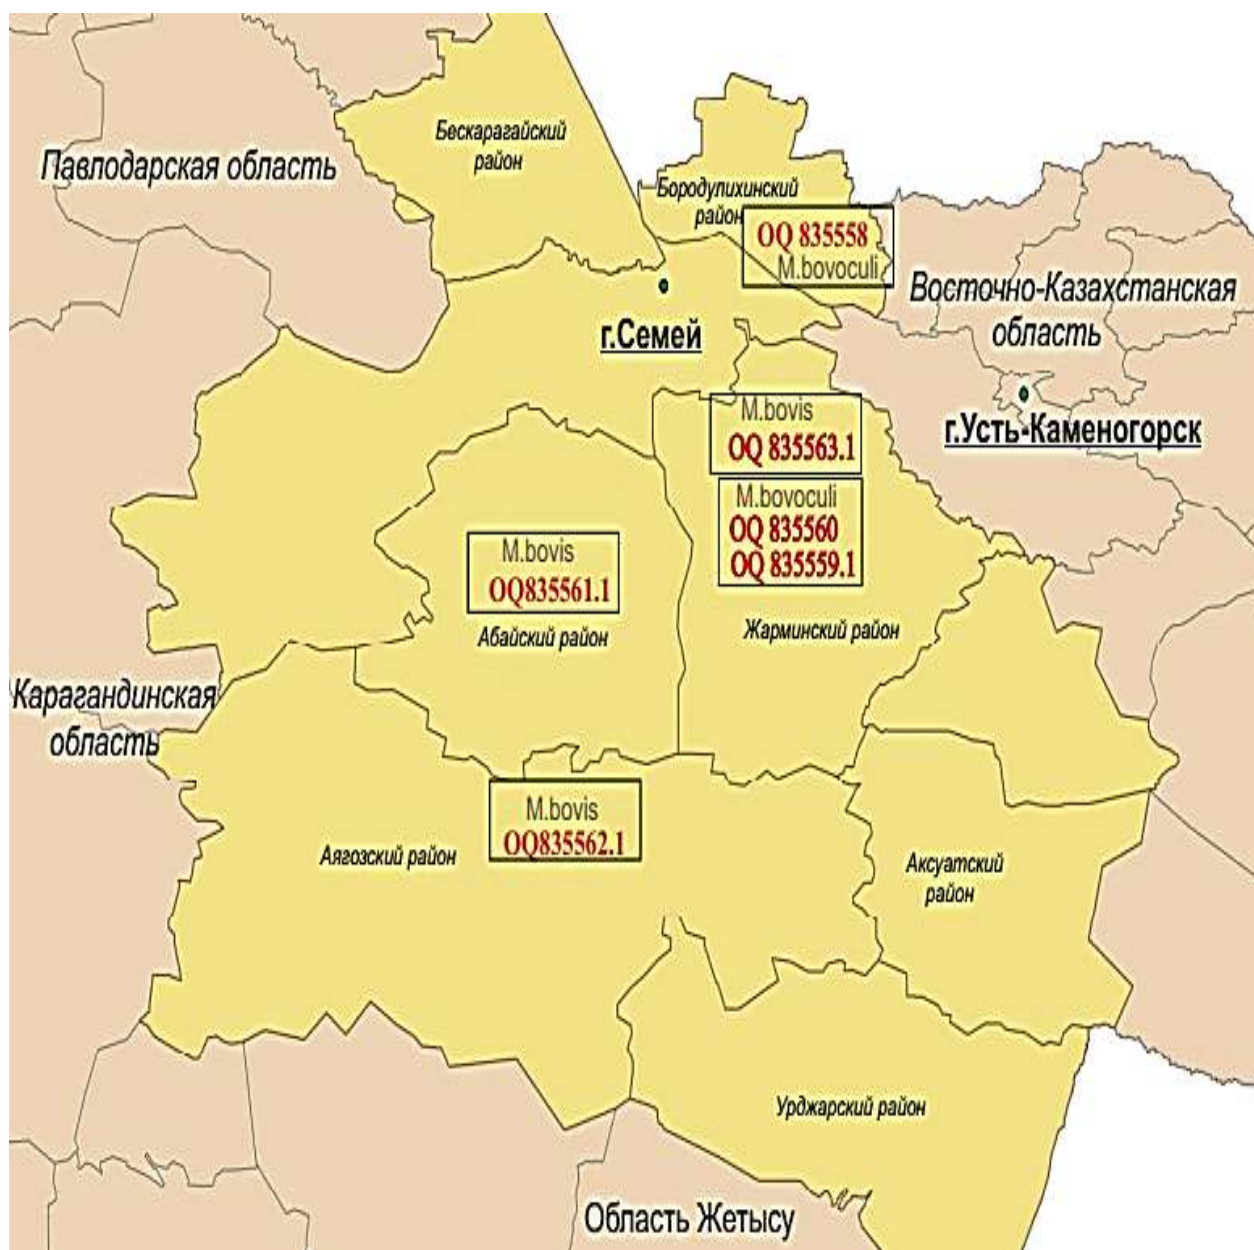 Бескарагайский
район
Павлодарская область
Бородулихинский
район
OQ 835558
M.bovoculi
Восточно-Казахстанская
область
г.Семей
г.Усть-Каменогорск
M.bovis
OQ 835563.1
M.bovoculi
OQ 835560
OQ 835559.1
M.bovis
OQ835561.1
Абайский район
Жарминский район
Карагандинская
область
M.bovis
OQ835562.1
Аягозский район
Аксуатский
район
Урджарский район
Область Жетысу